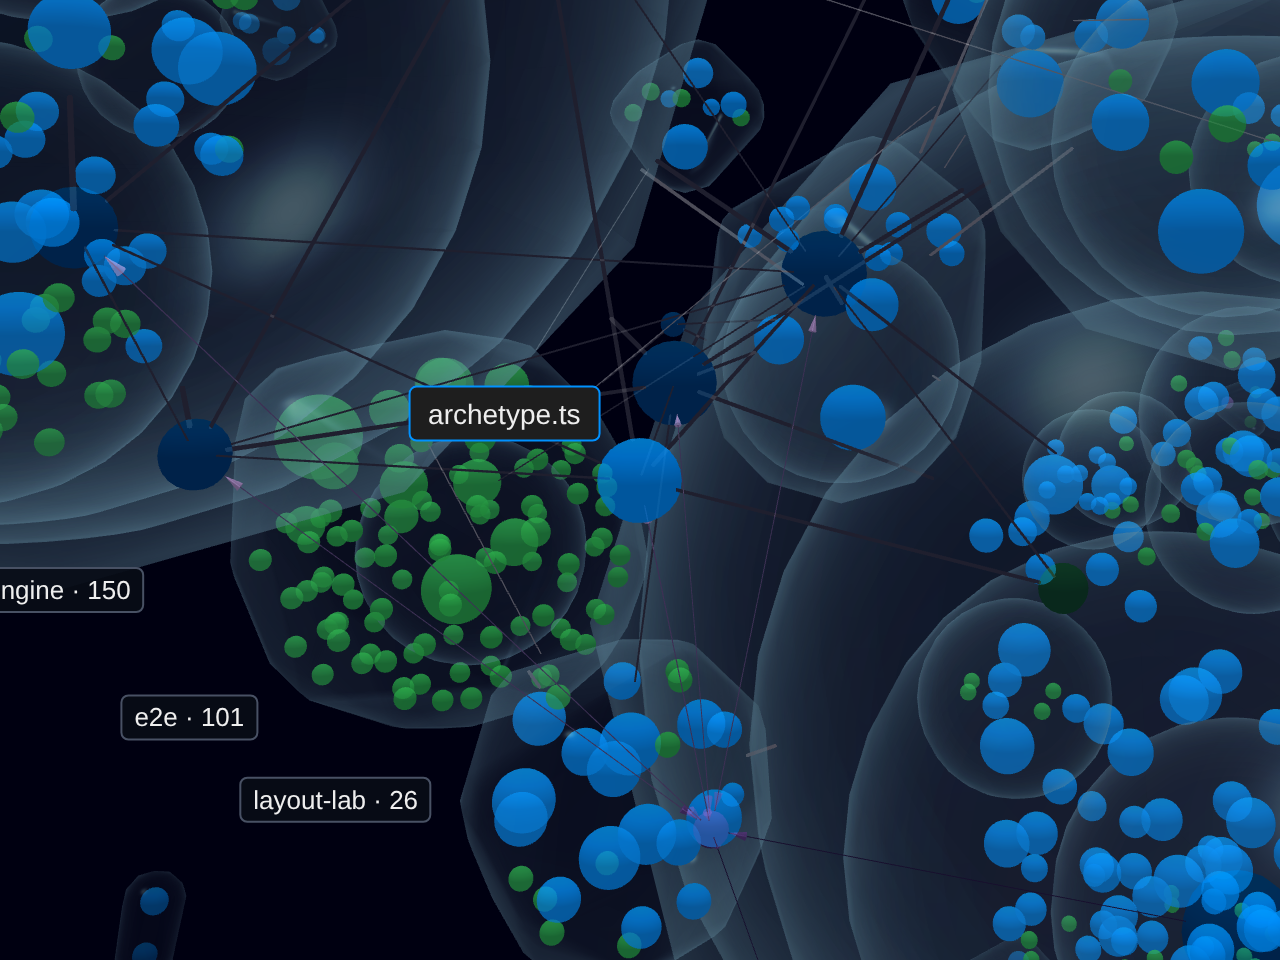 archetype.ts
ngine · 150
e2e · 101
layout-lab · 26